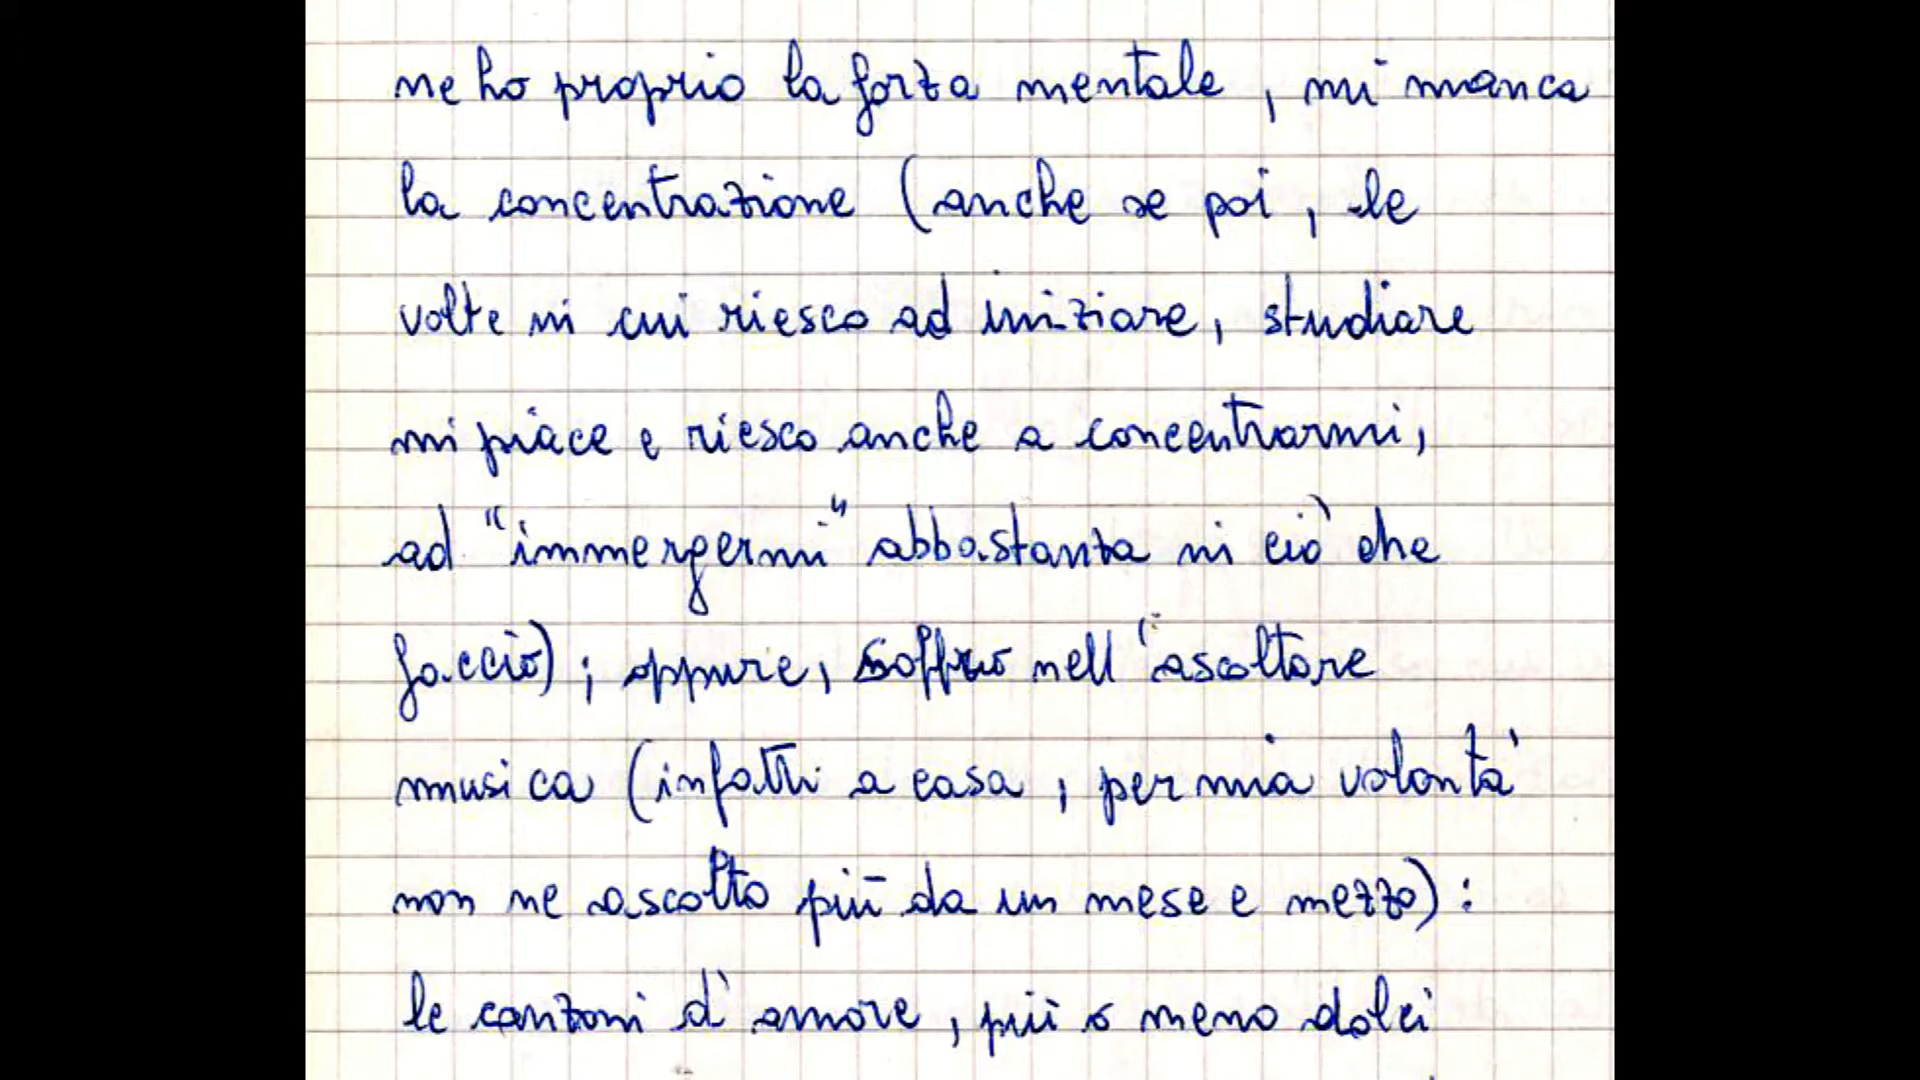 ne ho proprio la forza mentale, mi manca
la concentrazione (anche se poi, le
volte in cui riesco ad iniziare, studiare
mi piace e riesco anche a concentrarmi,
ad "immergermi" abbastanza in ciò che
faccio); oppure, soffro nell'ascoltare
musica (infatti a casa, per mia volontà
non ne ascolto più da un mese e mezzo):
le canzoni d'amore, più o meno dolci